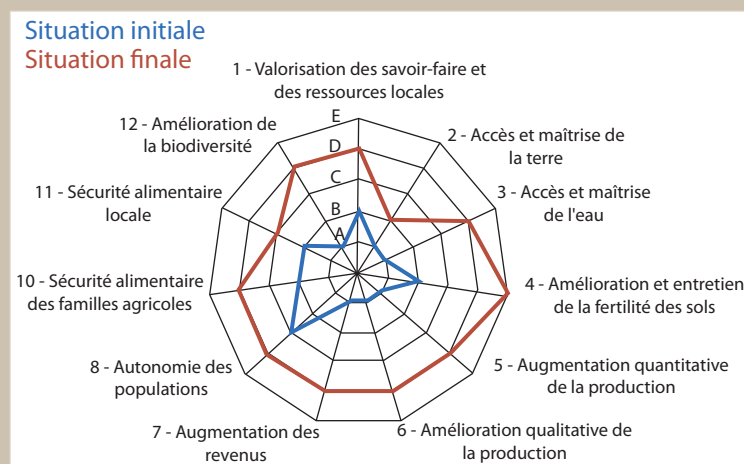 Situation initiale
Situation finale
1 - Valorisation des savoir-faire et
des ressources locales
2 - Accès et maîtrise de
la terre
3 - Accès et maîtrise
de l'eau
4 - Amélioration et entretien
de la fertilité des sols
5 - Augmentation quantitative
de la production
6 - Amélioration qualitative de
la production
7 - Augmentation des
revenus
8 - Autonomie des
populations
10 - Sécurité alimentaire
des familles agricoles
11 - Sécurité alimentaire
locale
12 - Amélioration de
la biodiversité
E
D
C
B
A